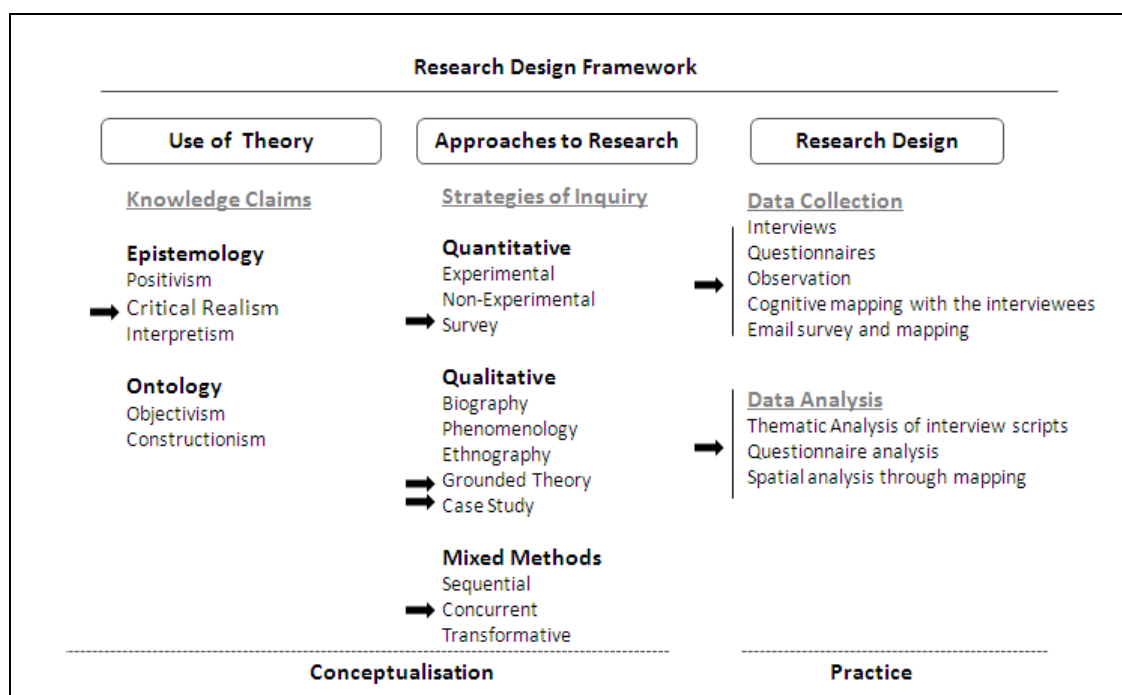 Research Design Framework
Use of Theory
Knowledge Claims
Epistemology
Positivism
Critical Realism
Interpretism
Ontology
Objectivism
Constructionism
Approaches to Research
Strategies of Inquiry
Quantitative
Experimental
Non-Experimental
Survey
Qualitative
Biography
Phenomenology
Ethnography
Grounded Theory
Case Study
Mixed Methods
Sequential
Concurrent
Transformative
Research Design
Data Collection
Interviews
Questionnaires
Observation
Cognitive mapping with the interviewees
Email survey and mapping
Data Analysis
Thematic Analysis of interview scripts
Questionnaire analysis
Spatial analysis through mapping
Conceptualisation
Practice